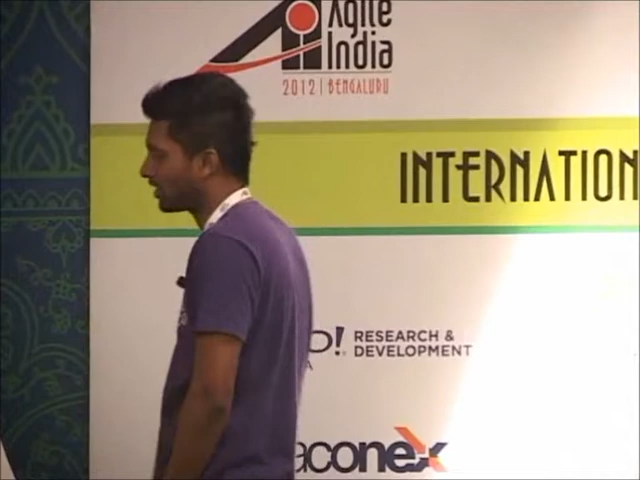 Agile
India
2012 | BENGALURU
INTERNATION
o!
RESEARCH &
DEVELOPMENT
aconex